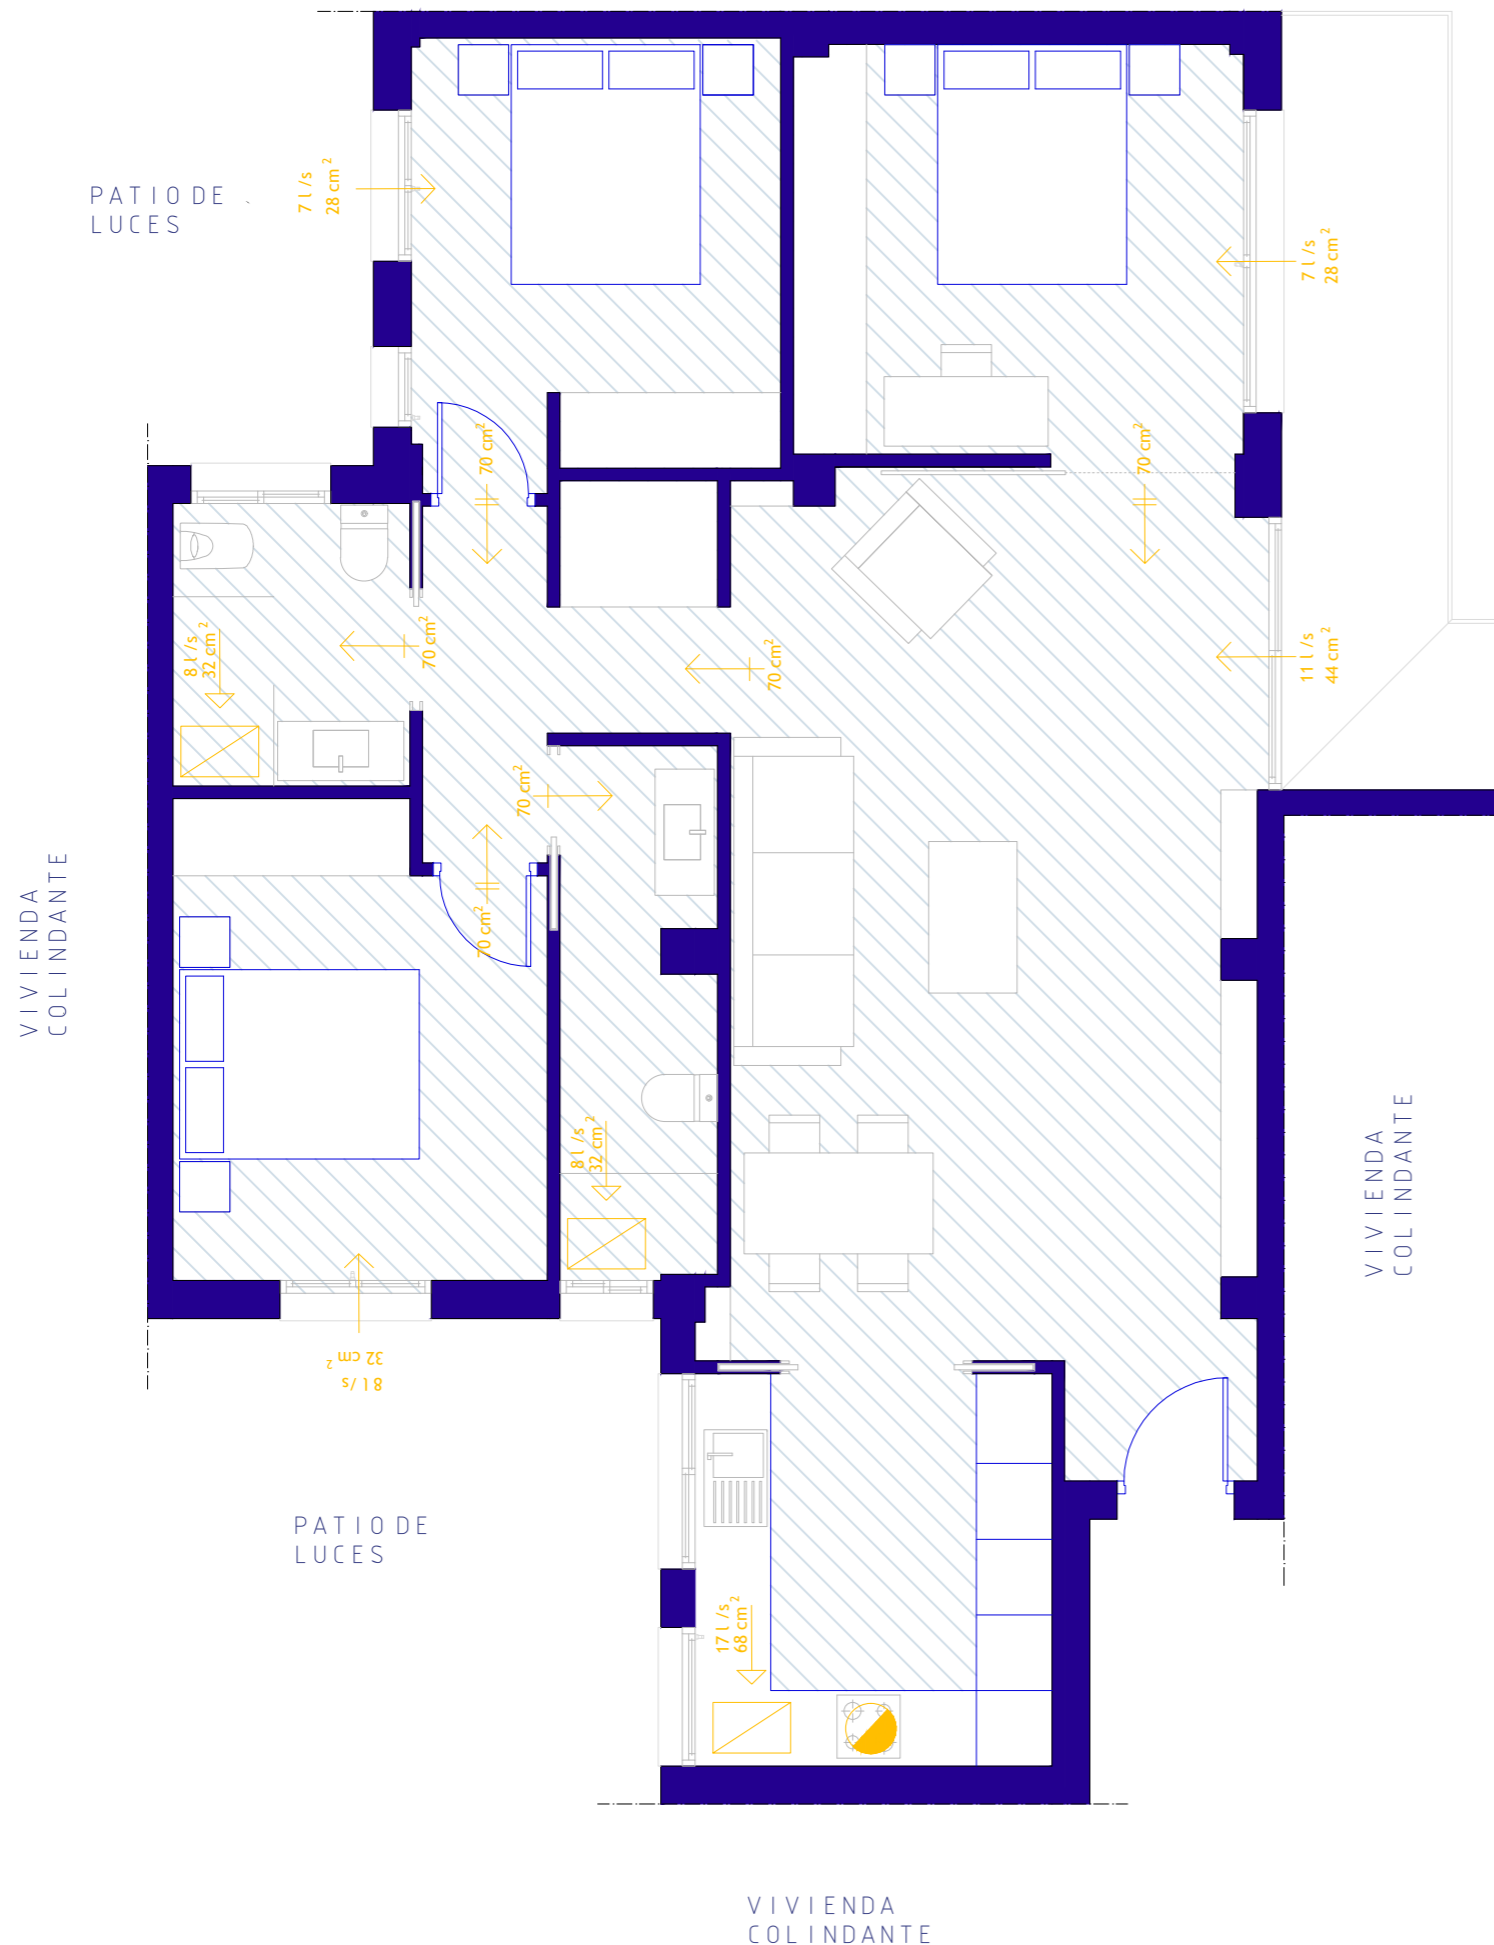 PATIO DE
LUCES
7 l/s
28 cm²
7 l/s
28 cm²
70 cm²
70 cm²
8 l/s
32 cm²
70 cm²
70 cm²
11 l/s
44 cm²
70 cm²
70 cm²
VIVIENDA
COLINDANTE
8 l/s
32 cm²
VIVIENDA
COLINDANTE
8 l/s
32 cm²
PATIO DE
LUCES
17 l/s
68 cm²
VIVIENDA
COLINDANTE